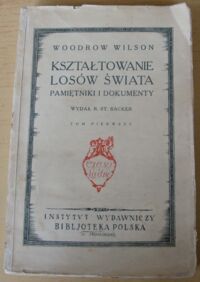 WOODROW WILSON
KSZTAŁTOWANIE
LOSÓW ŚWIATA
PAMIĘTNIKI I DOKUMENTY
WYDAŁ R. ST. BACKER
TOM PIERWSZY
INSTYTUT WYDAWNICZY
BIBLJOTEKA POLSKA